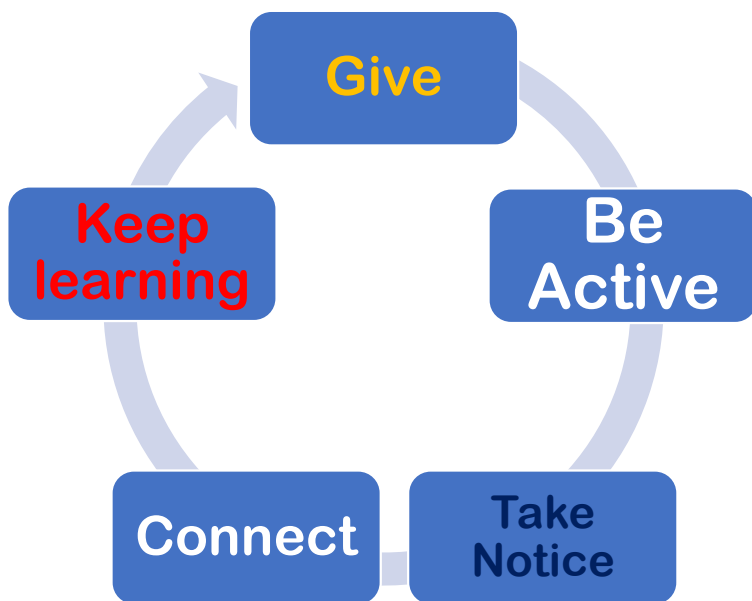 Give
Be
Active
Take
Notice
Connect
Keep
learning